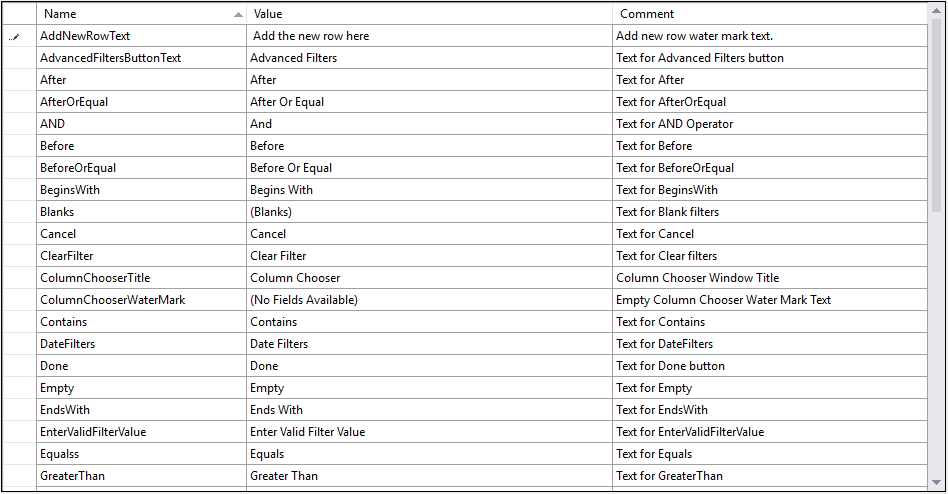 Name Value Comment
AddNewRowText Add the new row here Add new row water mark text.
AdvancedFiltersButtonText Advanced Filters Text for Advanced Filters button
After After Text for After
AfterOrEqual After Or Equal Text for AfterOrEqual
AND And Text for AND Operator
Before Before Text for Before
BeforeOrEqual Before Or Equal Text for BeforeOrEqual
BeginsWith Begins With Text for BeginsWith
Blanks (Blanks) Text for Blank filters
Cancel Cancel Text for Cancel
ClearFilter Clear Filter Text for Clear filters
ColumnChooserTitle Column Chooser Column Chooser Window Title
ColumnChooserWaterMark (No Fields Available) Empty Column Chooser Water Mark Text
Contains Contains Text for Contains
DateFilters Date Filters Text for DateFilters
Done Done Text for Done button
Empty Empty Text for Empty
EndsWith Ends With Text for EndsWith
EnterValidFilterValue Enter Valid Filter Value Text for EnterValidFilterValue
Equalss Equals Text for Equals
GreaterThan Greater Than Text for GreaterThan